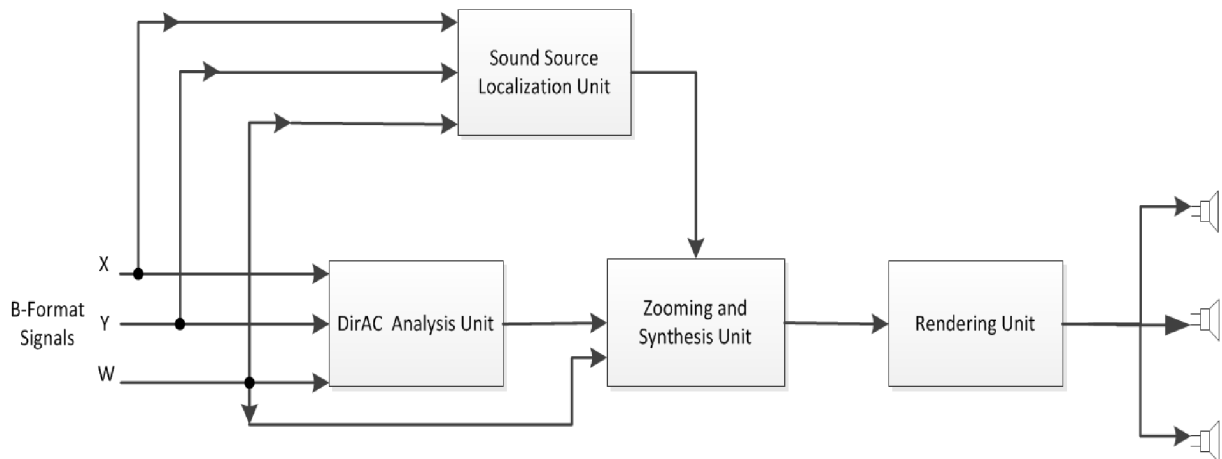 Sound Source
Localization Unit
X
B-Format
Signals
Y
W
DirAC Analysis Unit
Zooming and
Synthesis Unit
Rendering Unit